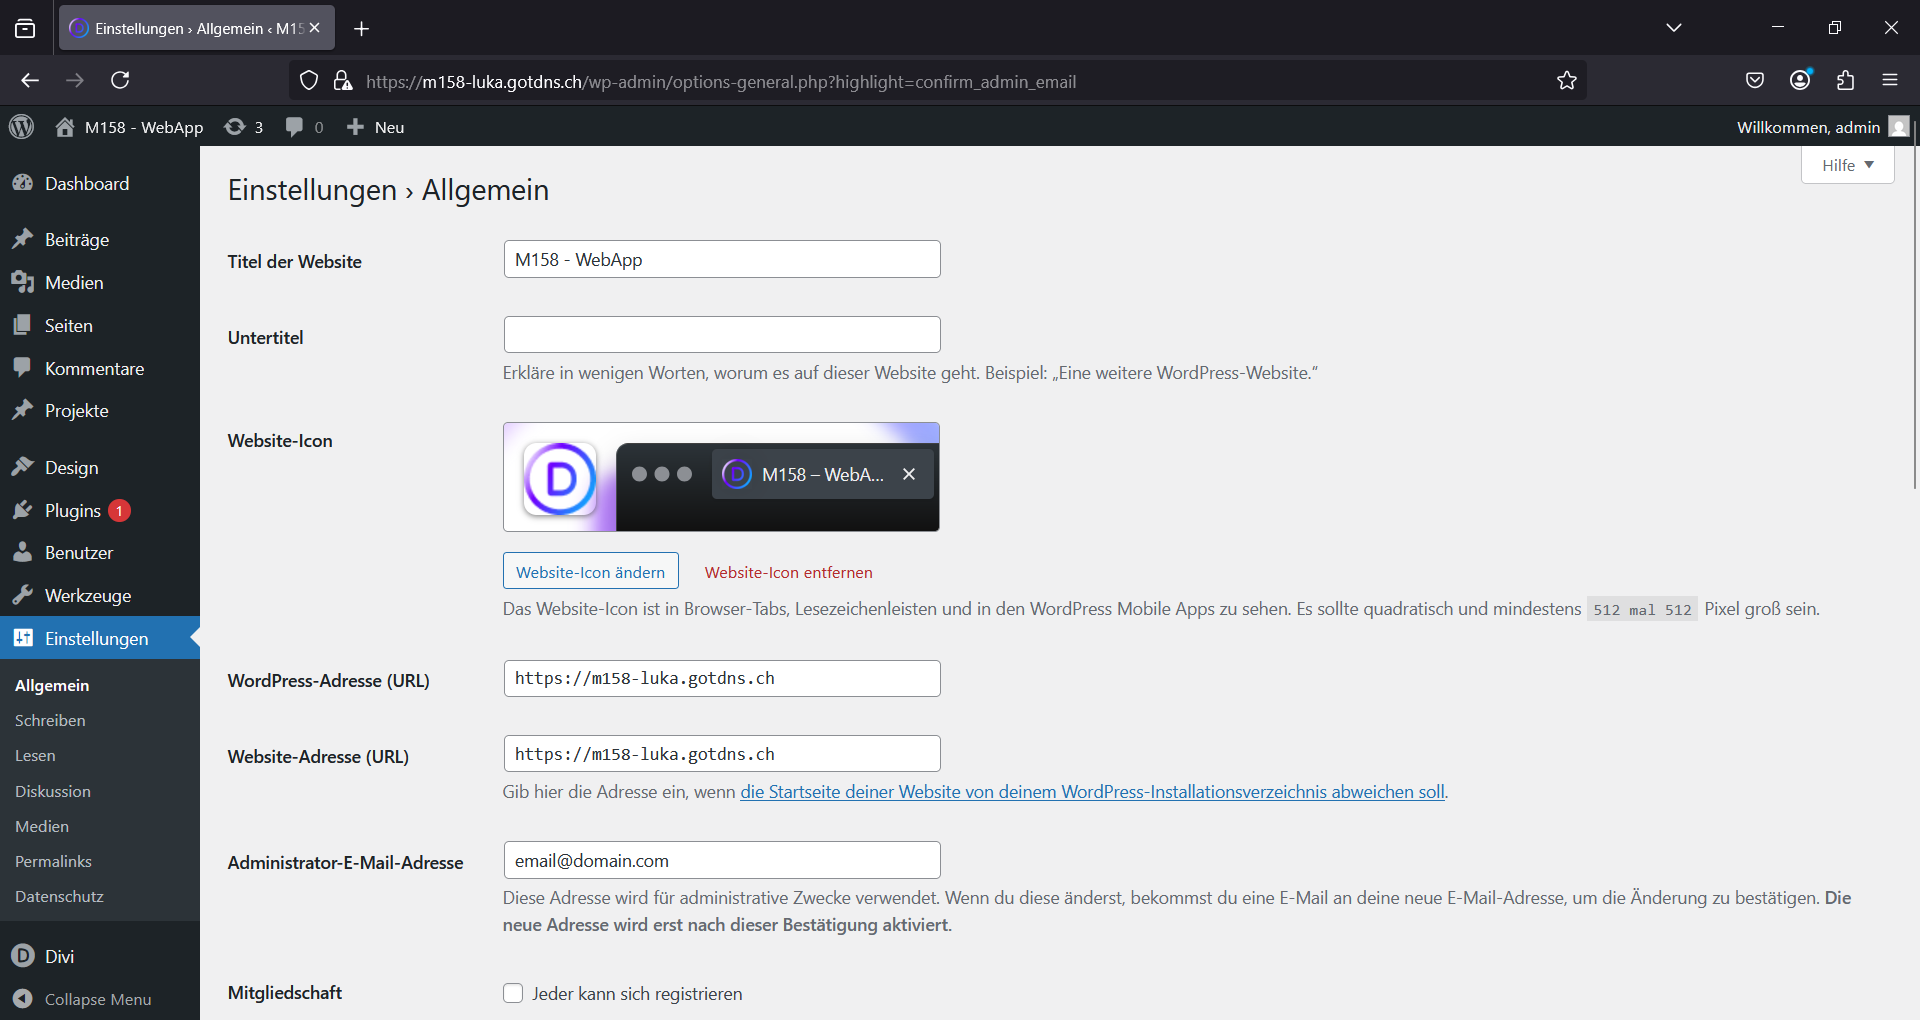 Einstellungen › Allgemein ‹ M15
https://m158-luka.gotdns.ch/wp-admin/options-general.php?highlight=confirm_admin_email
M158 - WebApp
3
0
Neu
Willkommen, admin
Hilfe
Dashboard
Beiträge
Medien
Seiten
Kommentare
Projekte
Design
Plugins 1
Benutzer
Werkzeuge
Einstellungen
Allgemein
Schreiben
Lesen
Diskussion
Medien
Permalinks
Datenschutz
D Divi
Collapse Menu
Einstellungen › Allgemein
Titel der Website
M158 - WebApp
Untertitel
Erkläre in wenigen Worten, worum es auf dieser Website geht. Beispiel: „Eine weitere WordPress-Website.“
Website-Icon
D
D M158 – WebA...
Website-Icon ändern
Website-Icon entfernen
Das Website-Icon ist in Browser-Tabs, Lesezeichenleisten und in den WordPress Mobile Apps zu sehen. Es sollte quadratisch und mindestens 512 mal 512 Pixel groß sein.
WordPress-Adresse (URL)
https://m158-luka.gotdns.ch
Website-Adresse (URL)
https://m158-luka.gotdns.ch
Gib hier die Adresse ein, wenn die Startseite deiner Website von deinem WordPress-Installationsverzeichnis abweichen soll.
Administrator-E-Mail-Adresse
email@domain.com
Diese Adresse wird für administrative Zwecke verwendet. Wenn du diese änderst, bekommst du eine E-Mail an deine neue E-Mail-Adresse, um die Änderung zu bestätigen. Die
neue Adresse wird erst nach dieser Bestätigung aktiviert.
Mitgliedschaft
Jeder kann sich registrieren